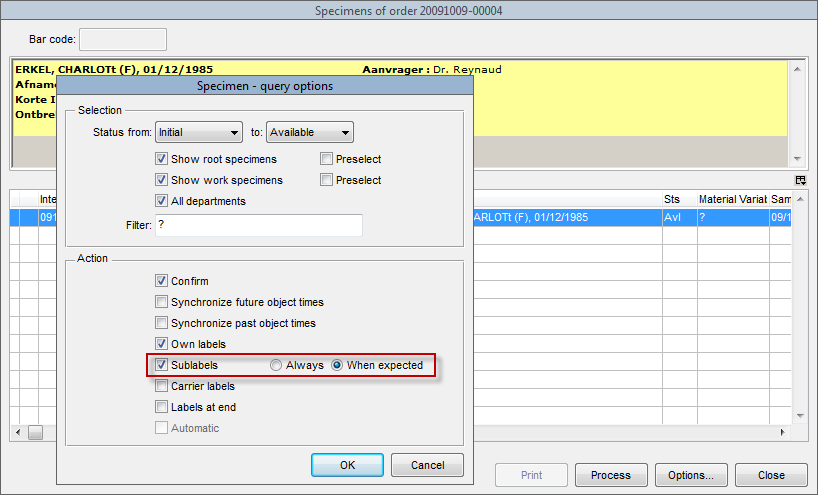 Specimens of order 20091009-00004
Bar code:
ERKEL, CHARLOTt (F), 01/12/1985 Aanvrager : Dr. Reynaud
Afname
Korte I
Ontbre
Specimen - query options
Selection
Status from: Initial to: Available
Show root specimens Preselect
Show work specimens Preselect
All departments
Filter: ?
Inte Sts Material Variab Sam
091 ARLOTt (F), 01/12/1985 Avl ? 09/1
Action
Confirm
Synchronize future object times
Synchronize past object times
Own labels
Sublabels Always When expected
Carrier labels
Labels at end
Automatic
OK Cancel
Print Process Options... Close